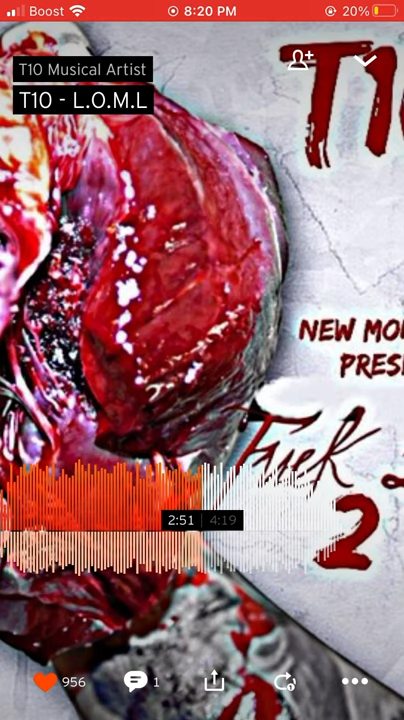 Boost 8:20 PM 20%
T10 Musical Artist
T10 - L.O.M.L
T1
NEW MO
PRES
Fuck
2
2:51 4:19
956 1